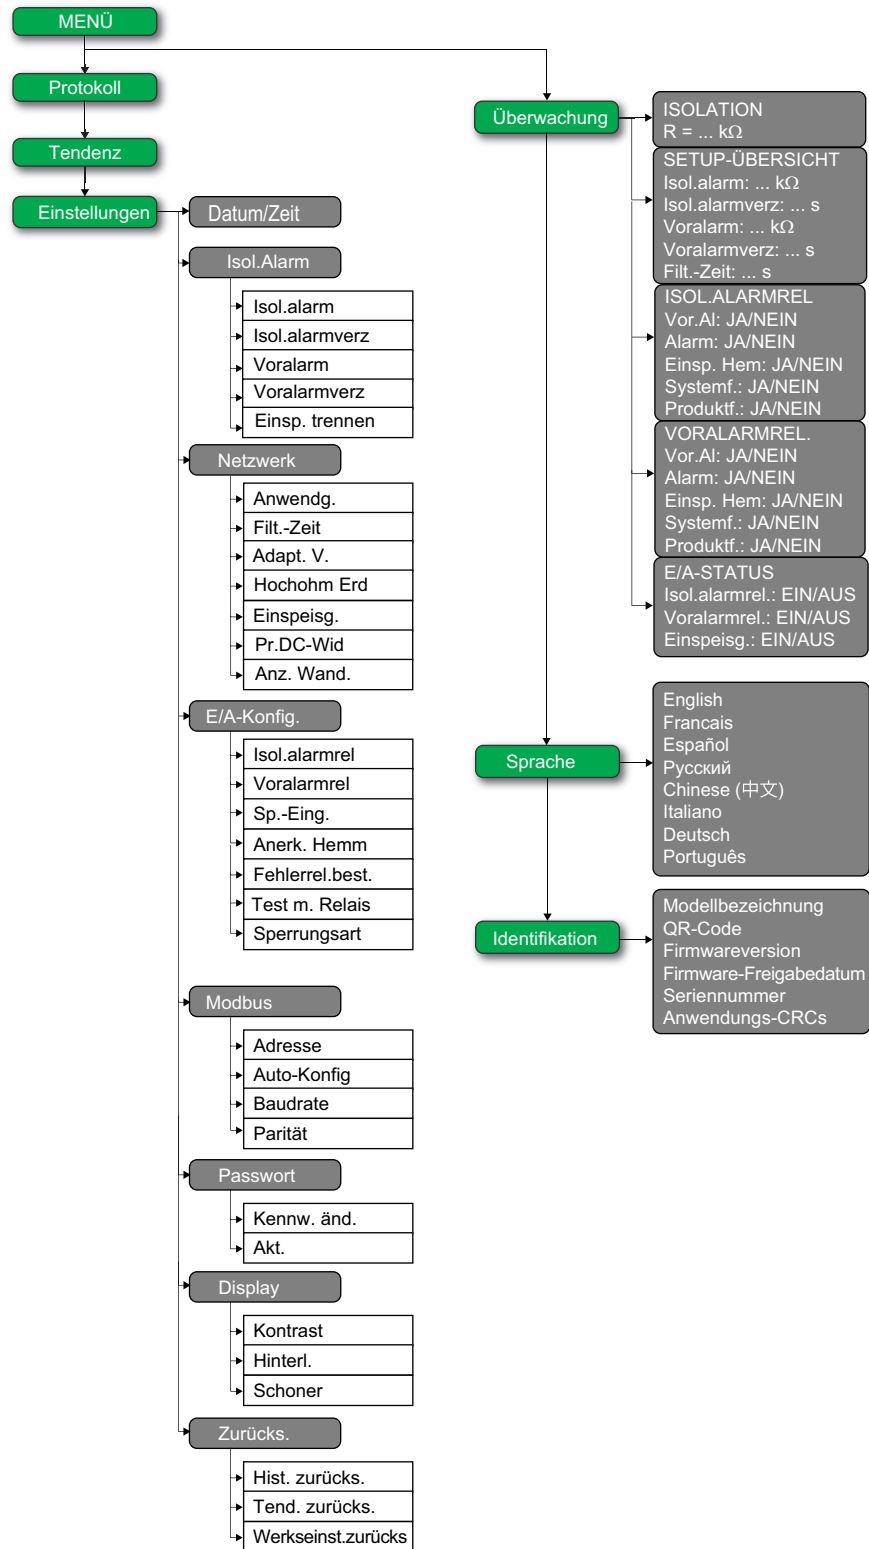 MENÜ
Protokoll
Tendenz
Einstellungen
Datum/Zeit
Isol.Alarm
Isol.alarm
Isol.alarmverz
Voralarm
Voralarmverz
Einsp. trennen
Netzwerk
Anwendg.
Filt.-Zeit
Adapt. V.
Hochohm Erd
Einspeisg.
Pr.DC-Wid
Anz. Wand.
E/A-Konfig.
Isol.alarmrel
Voralarmrel
Sp.-Eing.
Anerk. Hemm
Fehlerrel.best.
Test m. Relais
Sperrungsart
Modbus
Adresse
Auto-Konfig
Baudrate
Parität
Passwort
Kennw. änd.
Akt.
Display
Kontrast
Hinterl.
Schoner
Zurücks.
Hist. zurücks.
Tend. zurücks.
Werkseinst.zurücks
Überwachung
ISOLATION
R = ... kΩ
SETUP-ÜBERSICHT
Isol.alarm: ... kΩ
Isol.alarmverz: ... s
Voralarm: ... kΩ
Voralarmverz: ... s
Filt.-Zeit: ... s
ISOL.ALARMREL
Vor.Al: JA/NEIN
Alarm: JA/NEIN
Einsp. Hem: JA/NEIN
Systemf.: JA/NEIN
Produktf.: JA/NEIN
VORALARMREL.
Vor.Al: JA/NEIN
Alarm: JA/NEIN
Einsp. Hem: JA/NEIN
Systemf.: JA/NEIN
Produktf.: JA/NEIN
E/A-STATUS
Isol.alarmrel.: EIN/AUS
Voralarmrel.: EIN/AUS
Einspeisg.: EIN/AUS
Sprache
English
Francais
Español
Русский
Chinese (中文)
Italiano
Deutsch
Português
Identifikation
Modellbezeichnung
QR-Code
Firmwareversion
Firmware-Freigabedatum
Seriennummer
Anwendungs-CRCs